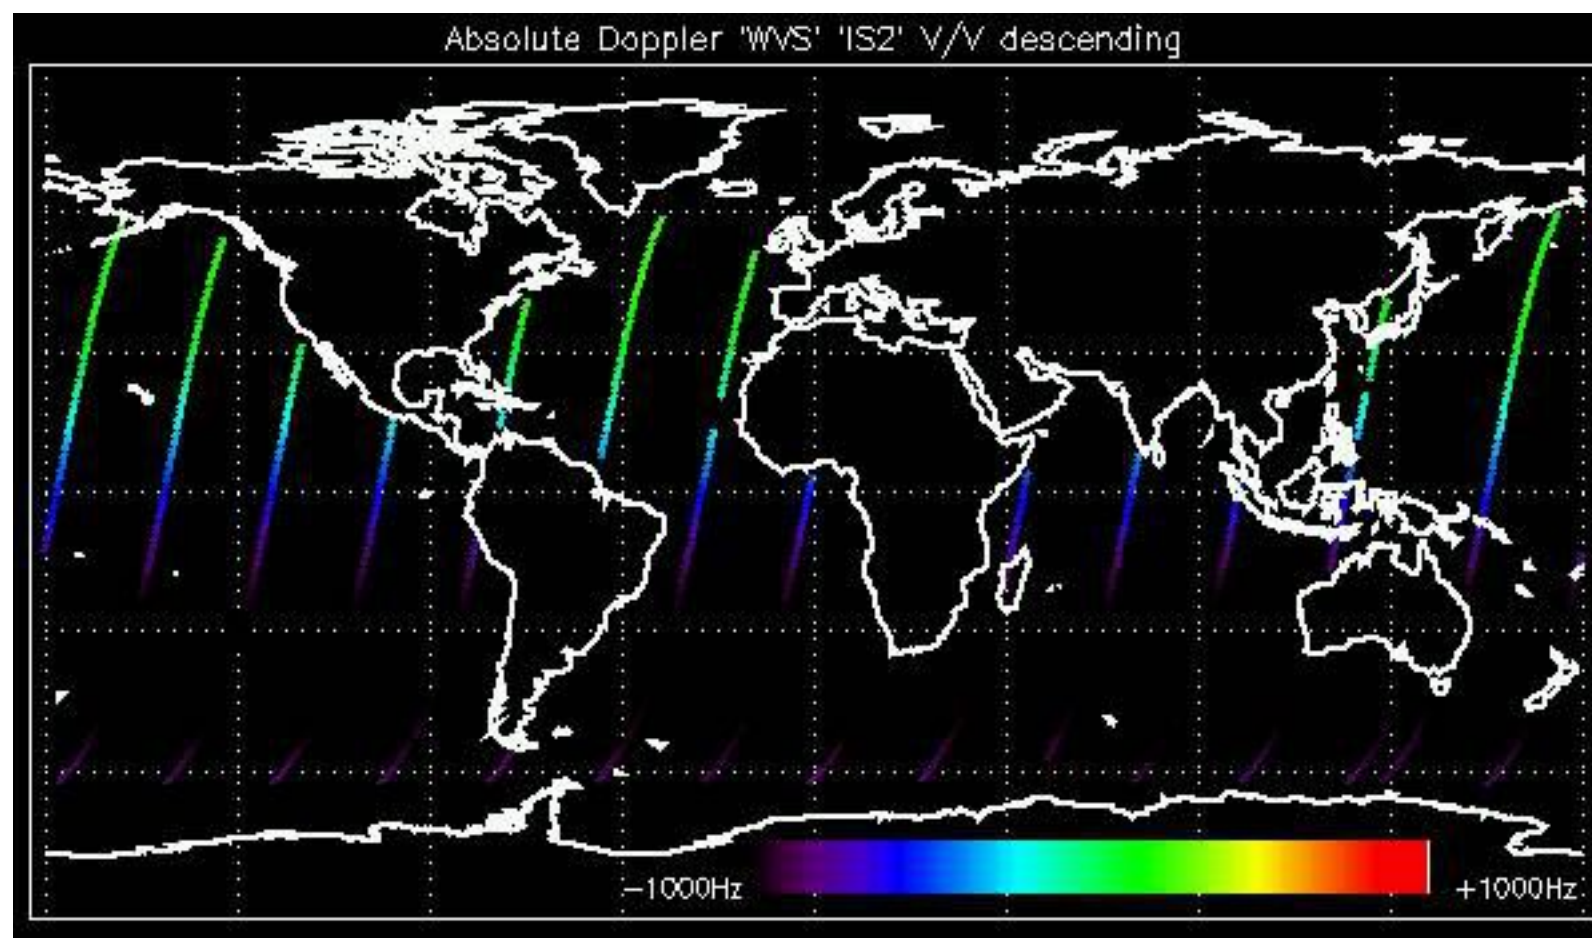 Absolute Doppler 'WVS' 'IS2' V/V descending
-1000Hz +1000Hz